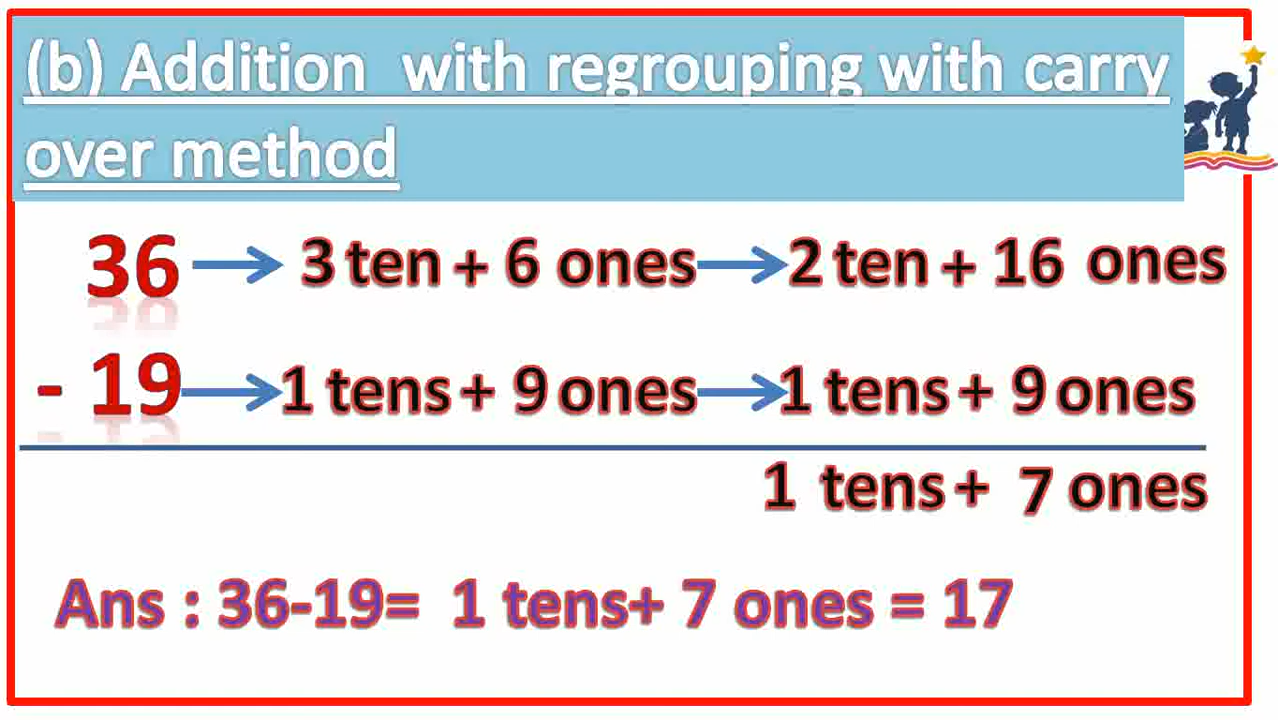 (b) Addition with regrouping with carry
over method
36 → 3 ten + 6 ones → 2 ten + 16 ones
- 19 → 1 tens + 9 ones → 1 tens + 9 ones
1 tens + 7 ones
Ans : 36-19= 1 tens+ 7 ones = 17